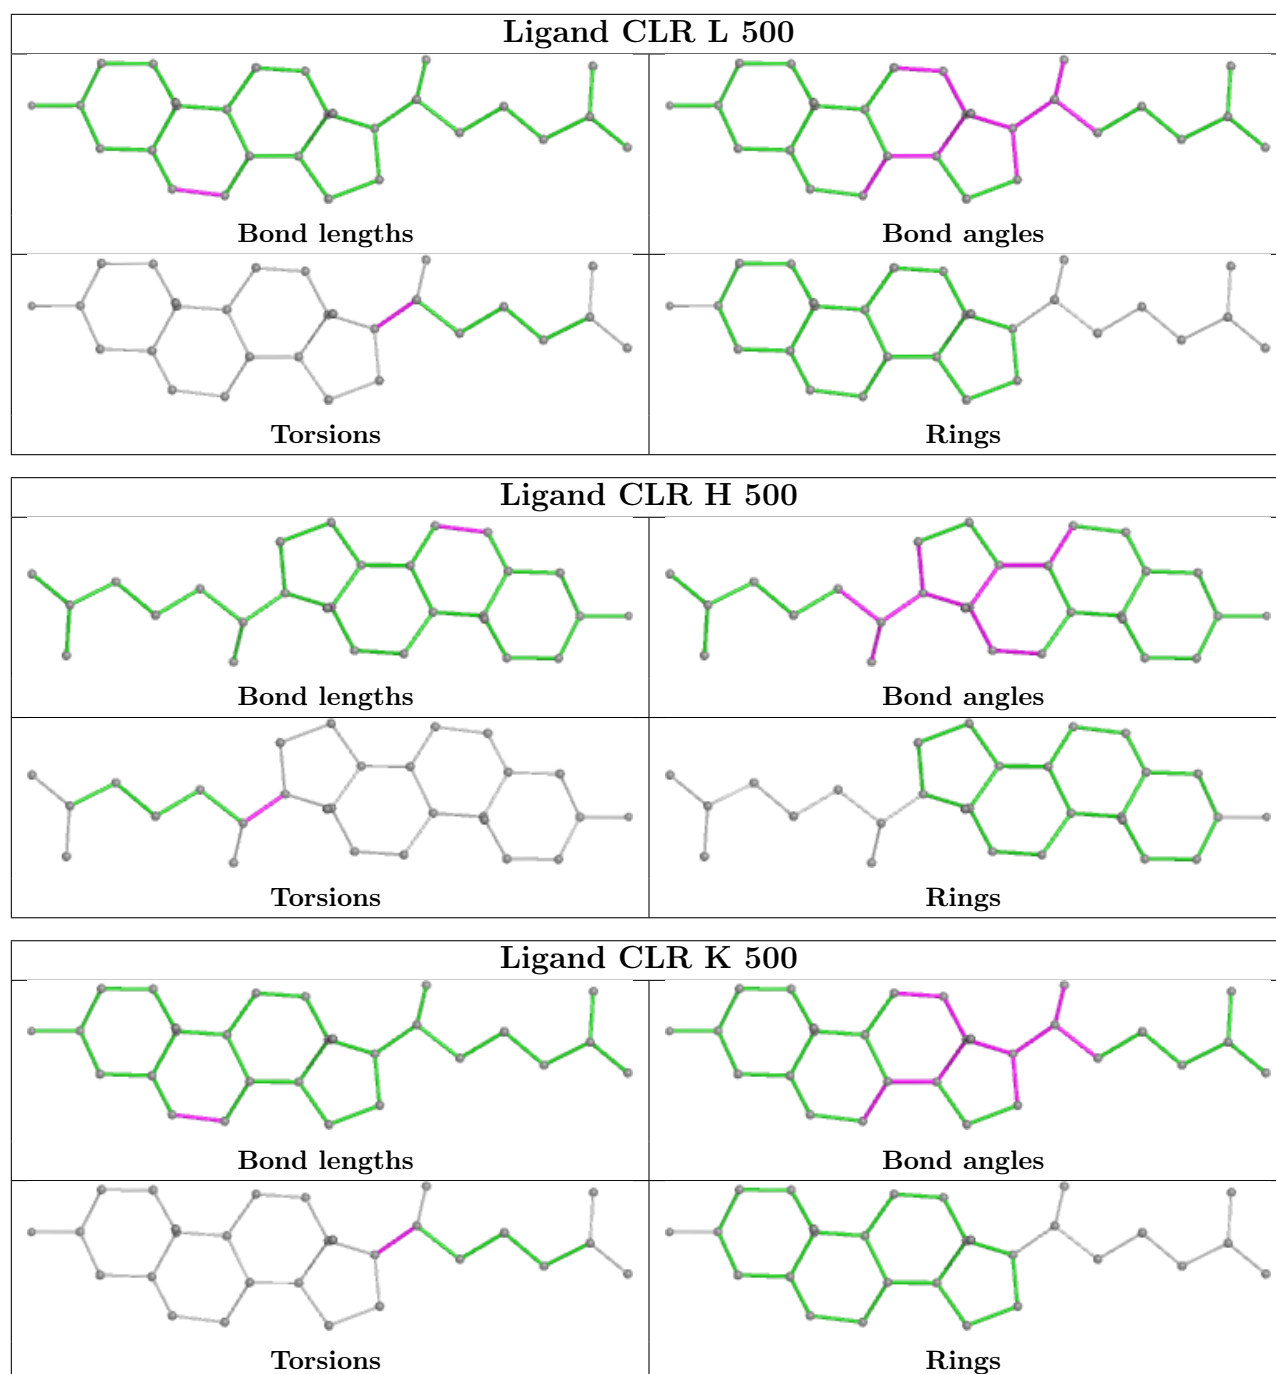 Ligand CLR L 500
Bond lengths
Bond angles
Torsions
Rings
Ligand CLR H 500
Bond lengths
Bond angles
Torsions
Rings
Ligand CLR K 500
Bond lengths
Bond angles
Torsions
Rings